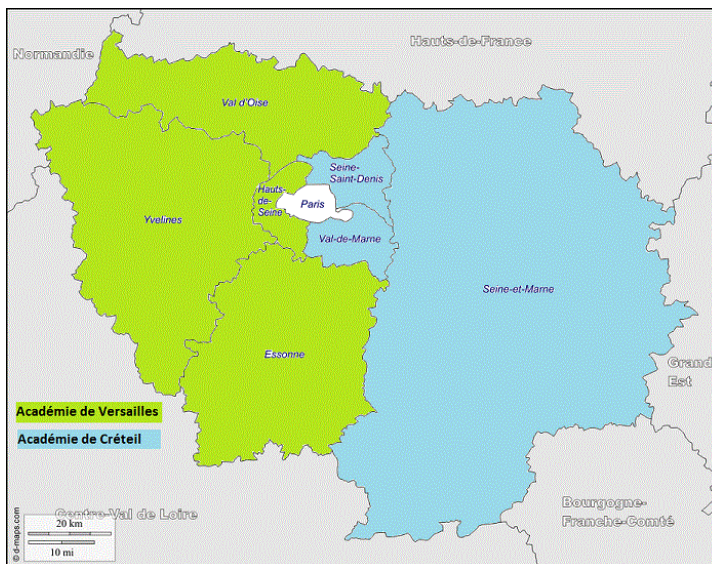 Normandie
Hauts-de-France
Val d'Oise
Seine-
Saint-Denis
Hauts-
de-
Seine
Paris
Yvelines
Val-de-Marne
Seine-et-Marne
Essonne
Grand
Est
Académie de Versailles
Académie de Créteil
Centre-Val de Loire
Bourgogne-
Franche-Comté
20 km
10 mi
© d-maps.com